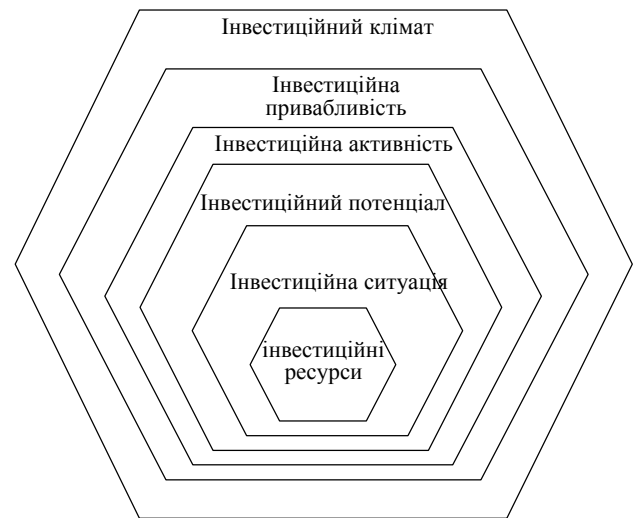 Інвестиційний клімат
Інвестиційна
привабливість
Інвестиційна активність
Інвестиційний потенціал
Інвестиційна ситуація
інвестиційні
ресурси